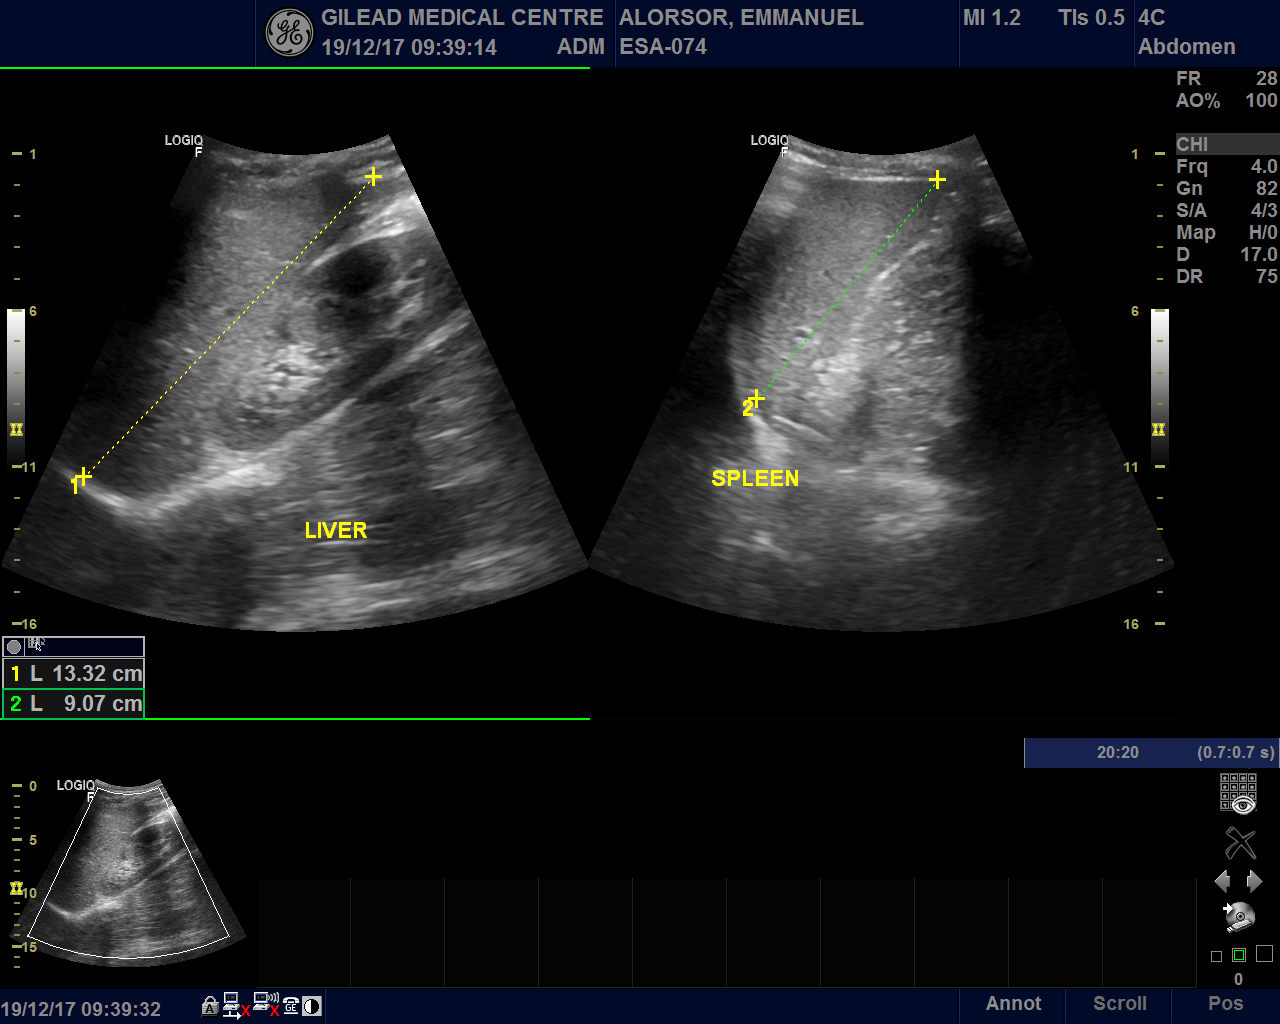 GILEAD MEDICAL CENTRE
19/12/17 09:39:14 ADM
ALORSOR, EMMANUEL
ESA-074
MI 1.2 TIs 0.5
4C
Abdomen
FR 28
AO% 100
CHI
Frq 4.0
Gn 82
S/A 4/3
Map H/0
D 17.0
DR 75
LOGIQ
F
1
6
11
16
1
LIVER
LOGIQ
F
1
6
11
16
2
SPLEEN
1 L 13.32 cm
2 L 9.07 cm
20:20 (0.7:0.7 s)
LOGIQ
F
0
5
10
15
0
19/12/17 09:39:32
A
GE
Annot Scroll Pos